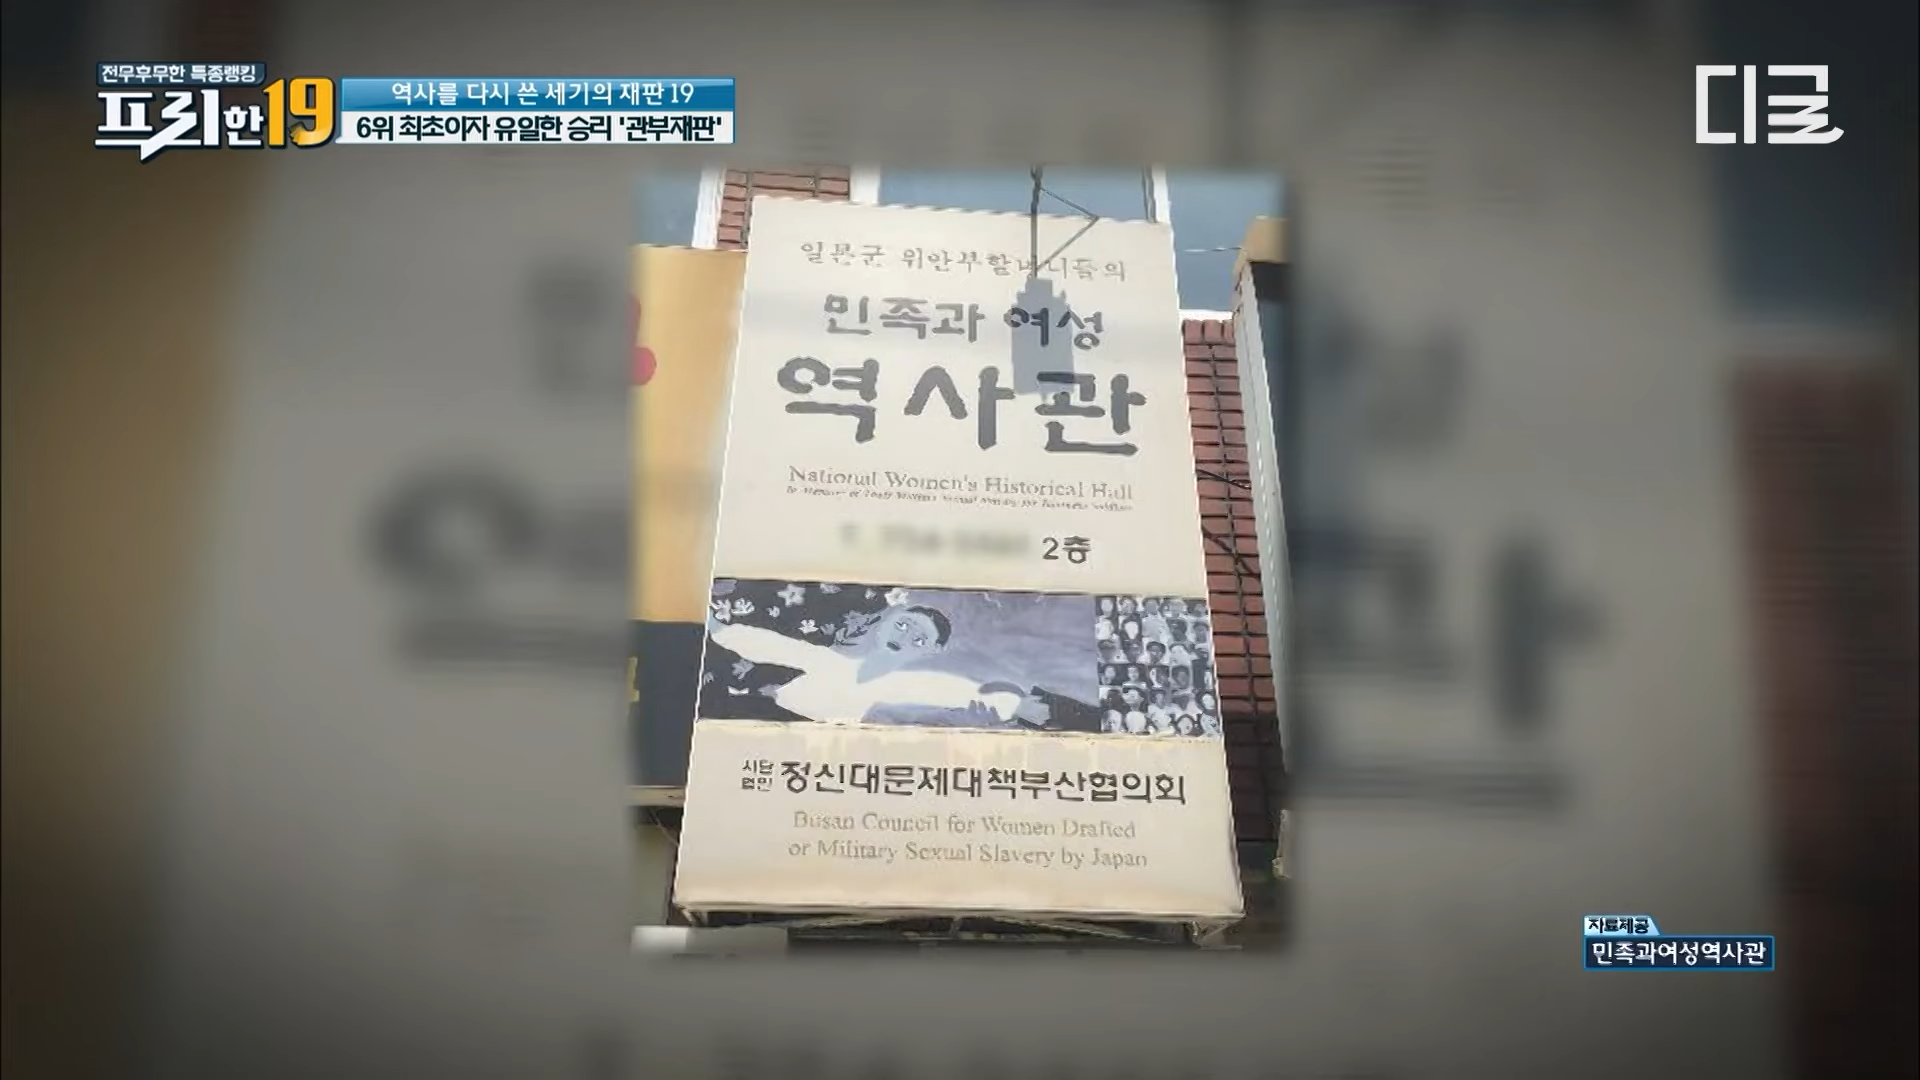 전무후무한 특종랭킹
프리한19
역사를 다시 쓴 세기의 재판 19
6위 최초이자 유일한 승리 '관부재판'
디글
일본군 위안부할머니들의
민족과 여성
역사관
National Women's Historical Hall
2층
사단
법인
정신대문제대책부산협의회
Busan Council for Women Drafted
or Military Sexual Slavery by Japan
자료제공
민족과여성역사관